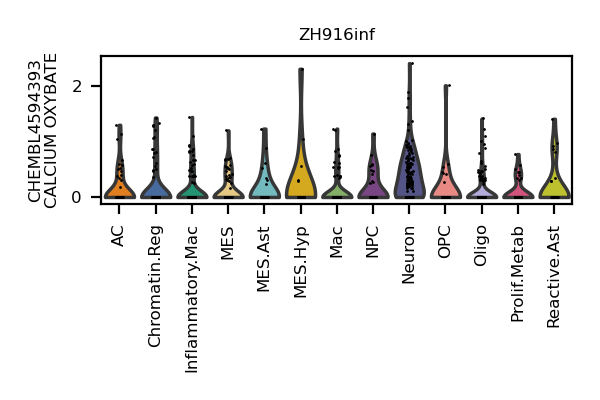 ZH916inf
CHEMBL4594393
CALCIUM OXYBATE
2
0
AC
Chromatin.Reg
Inflammatory.Mac
MES
MES.Ast
MES.Hyp
Mac
NPC
Neuron
OPC
Oligo
Prolif.Metab
Reactive.Ast